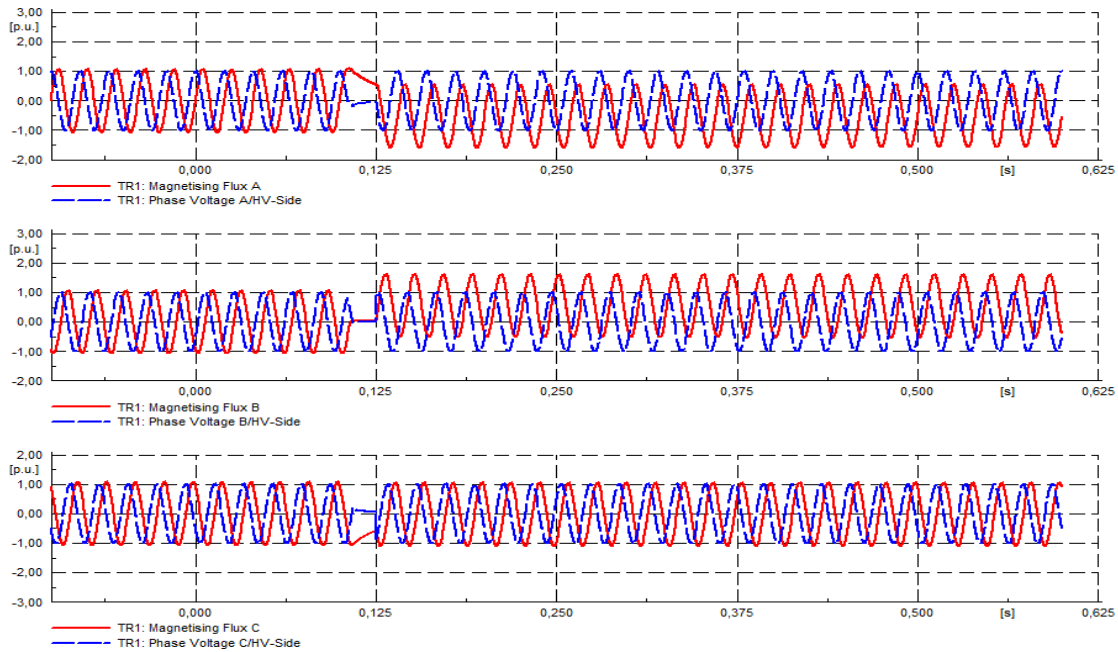 3,00
[p.u.]
2,00
1,00
0,00
-1,00
-2,00
0,000 0,125 0,250 0,375 0,500 [s] 0,625
TR1: Magnetising Flux A
TR1: Phase Voltage A/HV-Side
3,00
[p.u.]
2,00
1,00
0,00
-1,00
-2,00
0,000 0,125 0,250 0,375 0,500 [s] 0,625
TR1: Magnetising Flux B
TR1: Phase Voltage B/HV-Side
2,00
[p.u.]
1,00
0,00
-1,00
-2,00
-3,00
0,000 0,125 0,250 0,375 0,500 [s] 0,625
TR1: Magnetising Flux C
TR1: Phase Voltage C/HV-Side